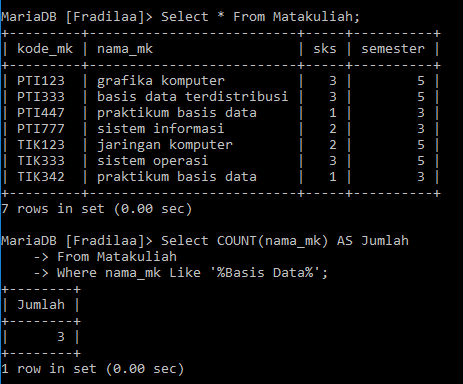 MariaDB [Fradilaa]> Select * From Matakuliah;
+---------+------------------------+-----+----------+
| kode_mk | nama_mk                | sks | semester |
+---------+------------------------+-----+----------+
| PTI123  | grafika komputer       |   3 |        5 |
| PTI333  | basis data terdistribusi |   3 |        5 |
| PTI447  | praktikum basis data   |   1 |        3 |
| PTI777  | sistem informasi       |   2 |        3 |
| TIK123  | jaringan komputer      |   2 |        5 |
| TIK333  | sistem operasi         |   3 |        5 |
| TIK342  | praktikum basis data   |   1 |        3 |
+---------+------------------------+-----+----------+
7 rows in set (0.00 sec)
MariaDB [Fradilaa]> Select COUNT(nama_mk) AS Jumlah
    -> From Matakuliah
    -> Where nama_mk Like '%Basis Data%';
+--------+
| Jumlah |
+--------+
|      3 |
+--------+
1 row in set (0.00 sec)